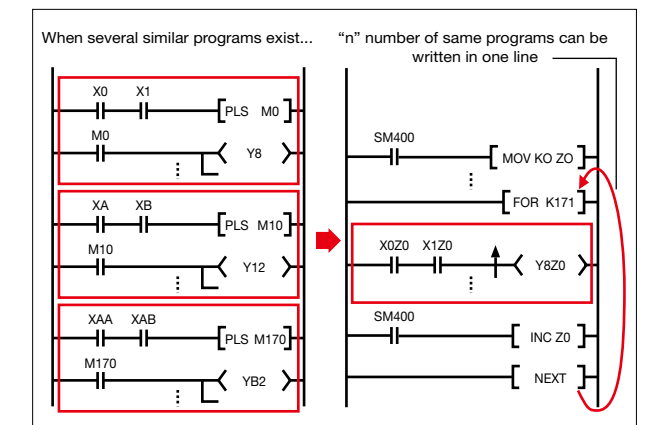 When several similar programs exist...
X0 X1
PLS M0
M0
Y8
XA XB
PLS M10
M10
Y12
XAA XAB
PLS M170
M170
YB2
“n” number of same programs can be
written in one line
SM400
MOV KO ZO
FOR K171
X0Z0 X1Z0
Y8Z0
SM400
INC Z0
NEXT